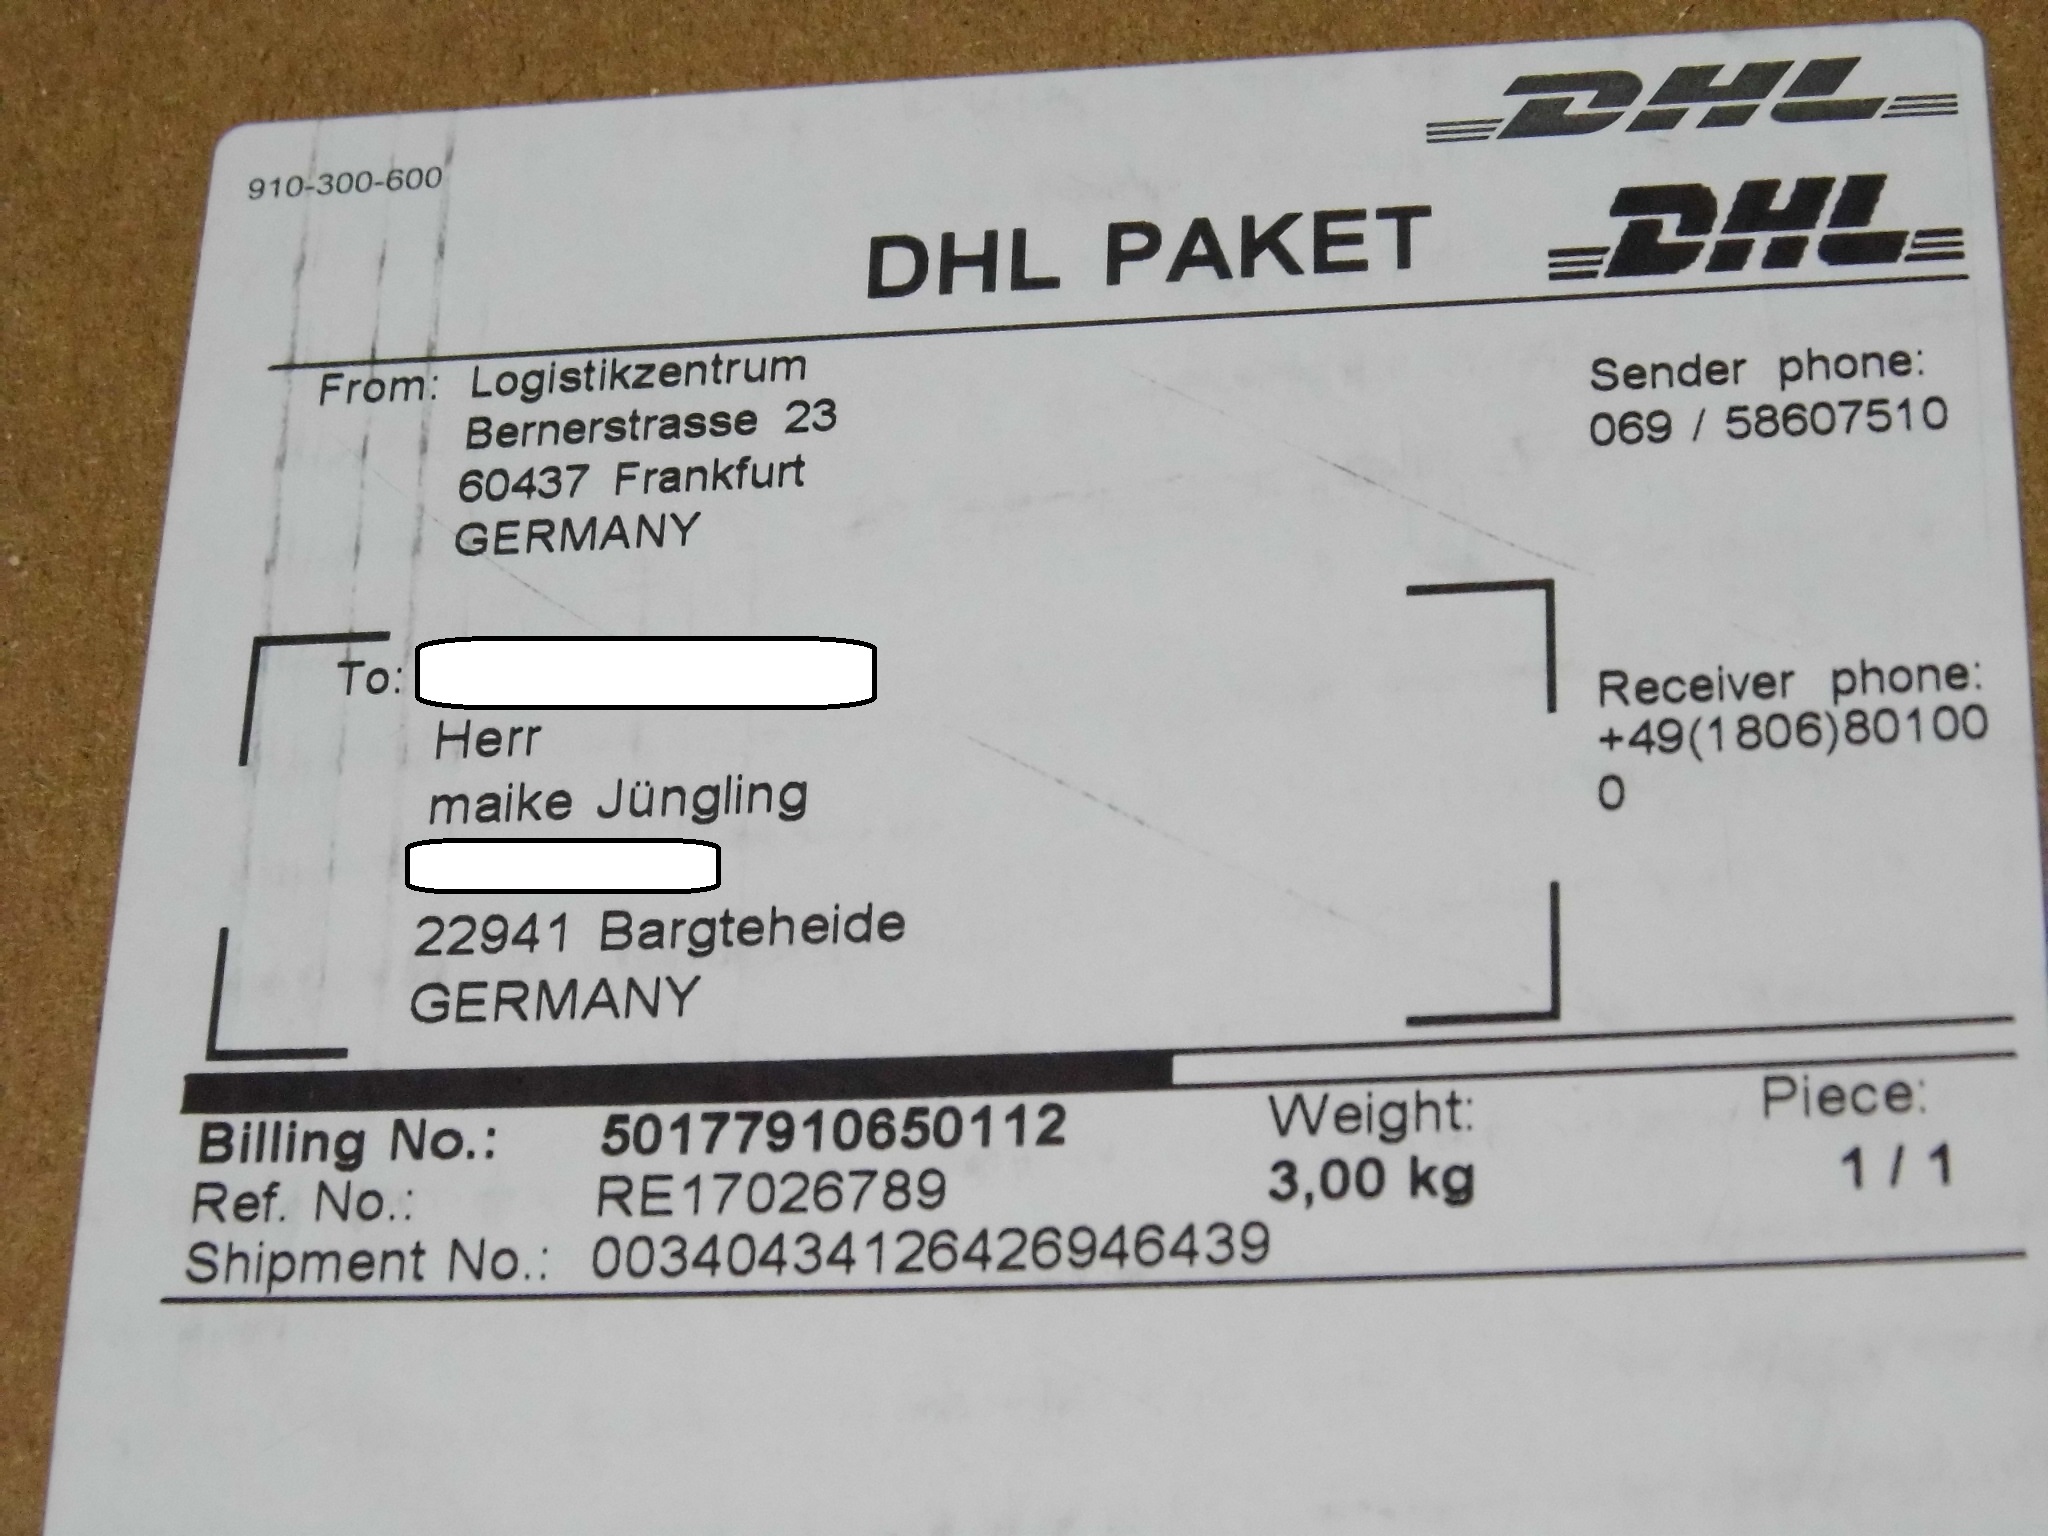 DHL
910-300-600
DHL PAKET DHL
From: Logistikzentrum
Bernerstrasse 23
60437 Frankfurt
GERMANY
Sender phone:
069 / 58607510
To:
Herr
maike Jüngling
22941 Bargteheide
GERMANY
Receiver phone:
+49(1806)80100
0
Billing No.: 50177910650112
Ref. No.: RE17026789
Shipment No.: 00340434126426946439
Weight:
3,00 kg
Piece:
1 / 1